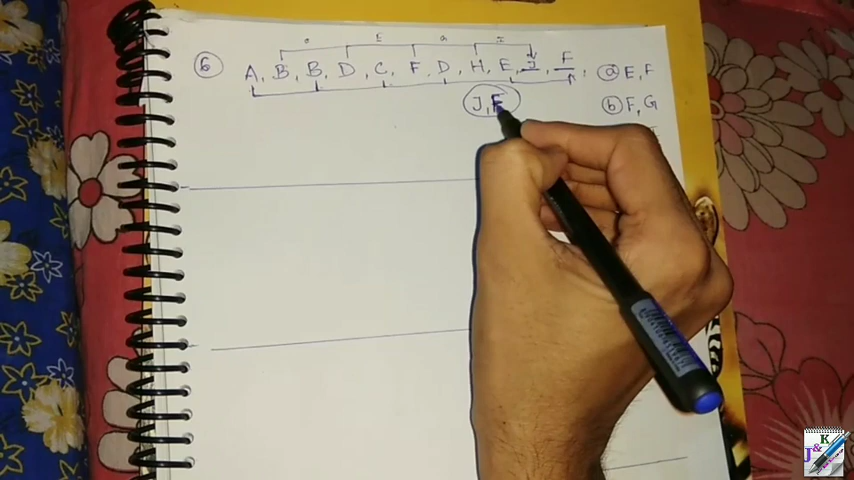 6 A, B, B, D, C, F, D, H, E, J, F, a E, F
J, F b F, G
J & K